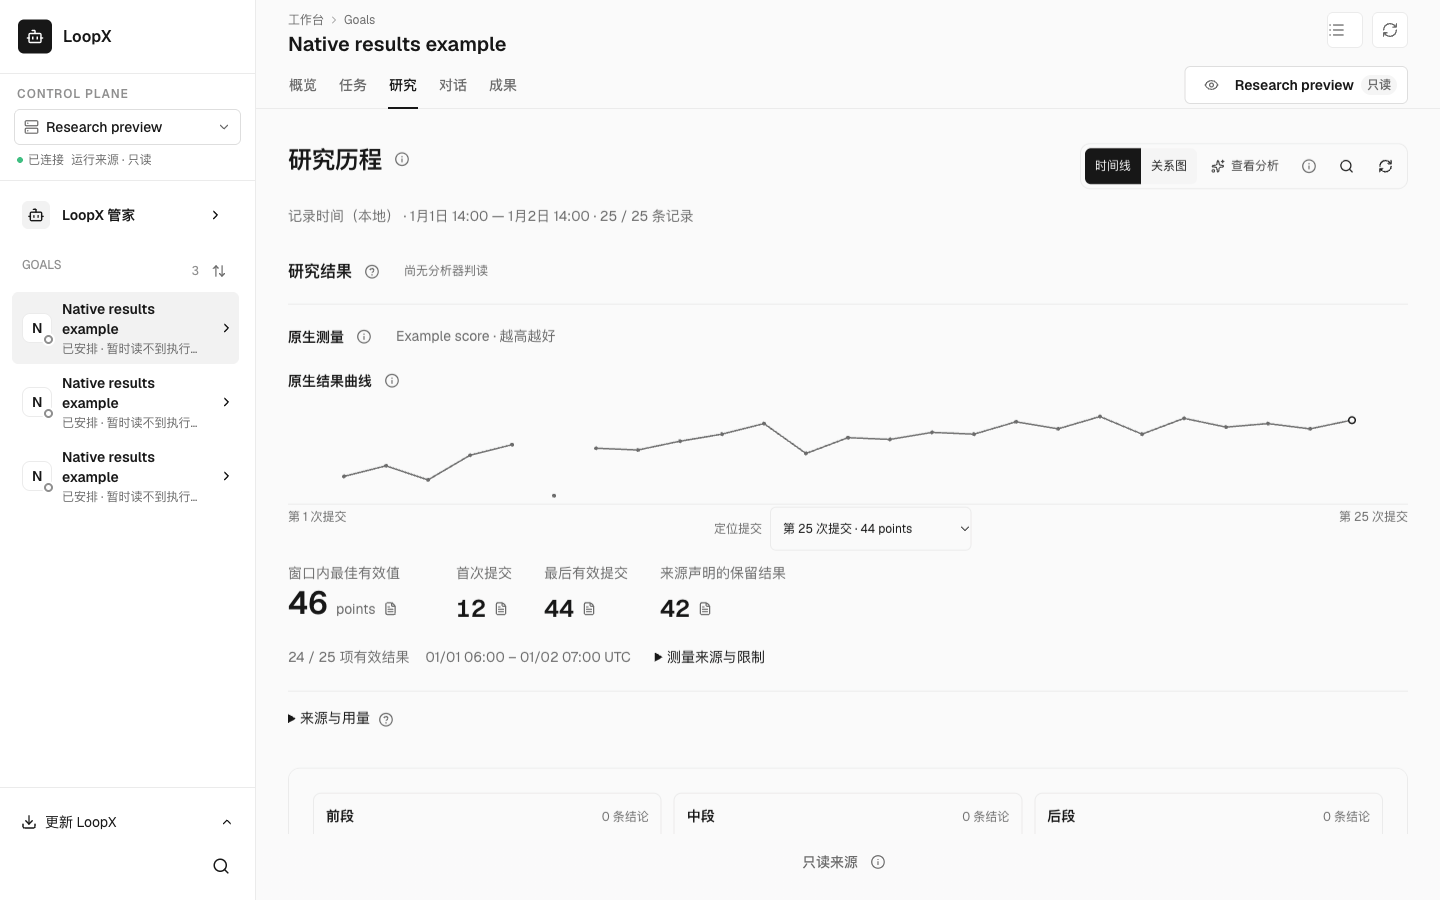 LoopX
CONTROL PLANE
Research preview
已连接 运行来源 · 只读
LoopX 管家
GOALS
3
N
Native results
example
已安排 · 暂时读不到执行...
N
Native results
example
已安排 · 暂时读不到执行...
N
Native results
example
已安排 · 暂时读不到执行...
更新 LoopX
工作台 > Goals
Native results example
概览 任务 研究 对话 成果
Research preview 只读
研究历程
时间线 关系图 查看分析
记录时间（本地） · 1月1日 14:00 — 1月2日 14:00 · 25 / 25 条记录
研究结果 尚无分析器判读
原生测量 Example score · 越高越好
原生结果曲线
第 1 次提交
第 25 次提交
定位提交 第 25 次提交 · 44 points
窗口内最佳有效值 首次提交 最后有效提交 来源声明的保留结果
46 points 12 44 42
24 / 25 项有效结果 01/01 06:00 – 01/02 07:00 UTC ▶ 测量来源与限制
▶ 来源与用量
前段 0 条结论 中段 0 条结论 后段 0 条结论
只读来源